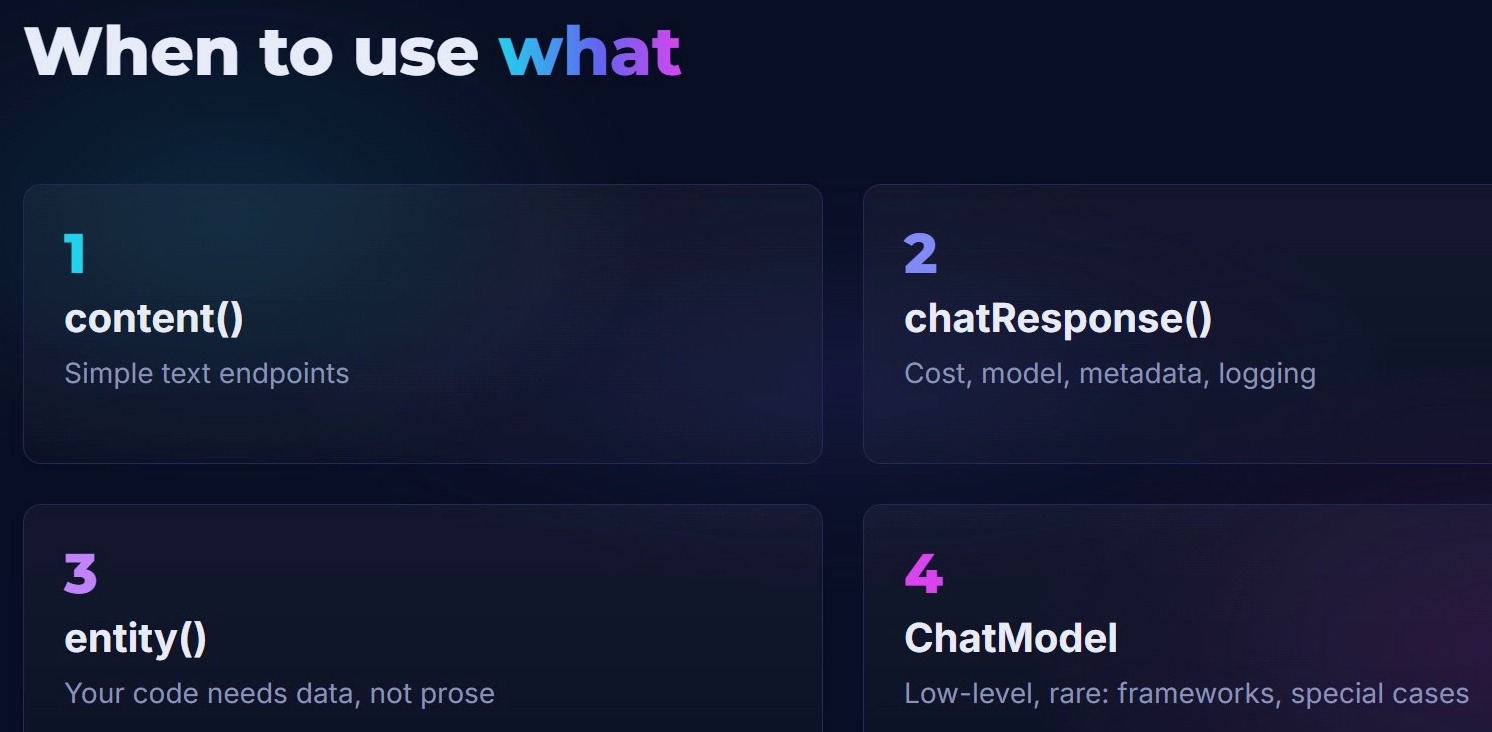 When to use what
1
content()
Simple text endpoints
2
chatResponse()
Cost, model, metadata, logging
3
entity()
Your code needs data, not prose
4
ChatModel
Low-level, rare: frameworks, special cases